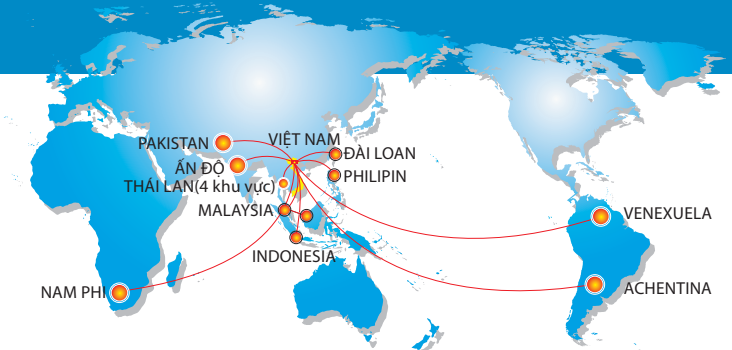 VIỆT NAM
PAKISTAN
ĐÀI LOAN
ẤN ĐỘ
PHILIPIN
THÁI LAN(4 khu vực)
MALAYSIA
VENEXUELA
INDONESIA
NAM PHI
ACHENTINA